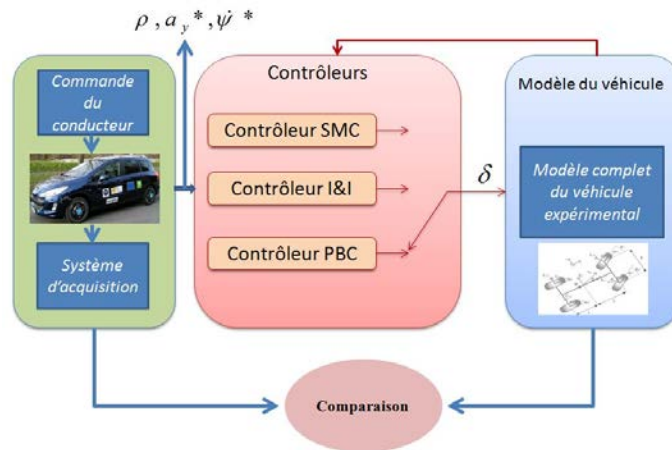 ρ , a_y * , ψ̇ *
Commande
du
conducteur
Système
d'acquisition
Contrôleurs
Contrôleur SMC
Contrôleur I&I
Contrôleur PBC
δ
Modèle du véhicule
Modèle complet
du véhicule
expérimental
Comparaison